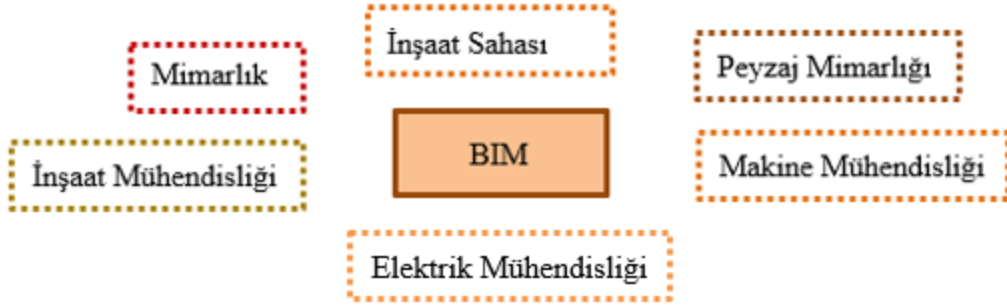 İnşaat Sahası
Mimarlık
Peyzaj Mimarlığı
BIM
İnşaat Mühendisliği
Makine Mühendisliği
Elektrik Mühendisliği